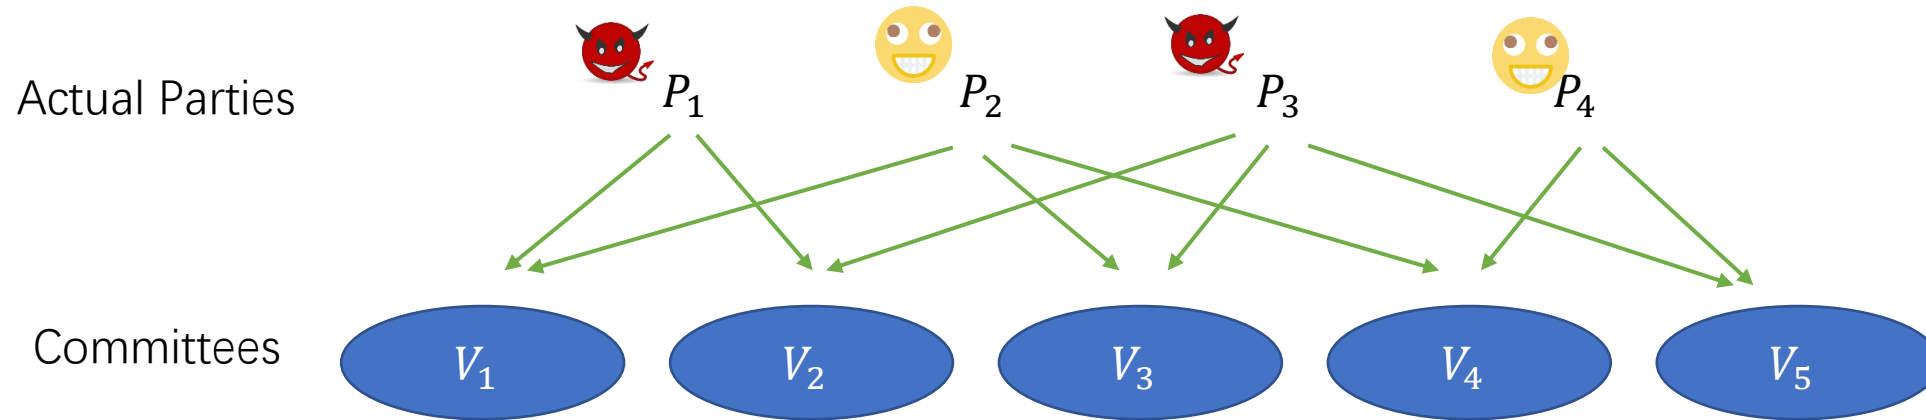 Actual Parties P₁ P₂ P₃ P₄
Committees V₁ V₂ V₃ V₄ V₅